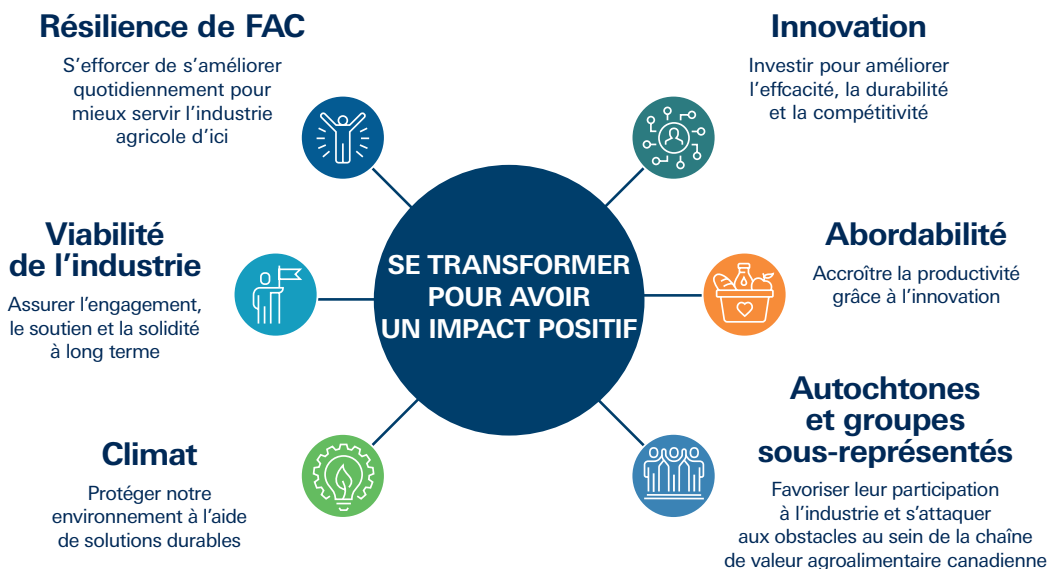 Résilience de FAC
S'efforcer de s'améliorer
quotidiennement pour
mieux servir l'industrie
agricole d'ici
Innovation
Investir pour améliorer
l'effcacité, la durabilité
et la compétitivité
Viabilité
de l'industrie
Assurer l'engagement,
le soutien et la solidité
à long terme
SE TRANSFORMER
POUR AVOIR
UN IMPACT POSITIF
Abordabilité
Accroître la productivité
grâce à l'innovation
Climat
Protéger notre
environnement à l'aide
de solutions durables
Autochtones
et groupes
sous-représentés
Favoriser leur participation
à l'industrie et s'attaquer
aux obstacles au sein de la chaîne
de valeur agroalimentaire canadienne